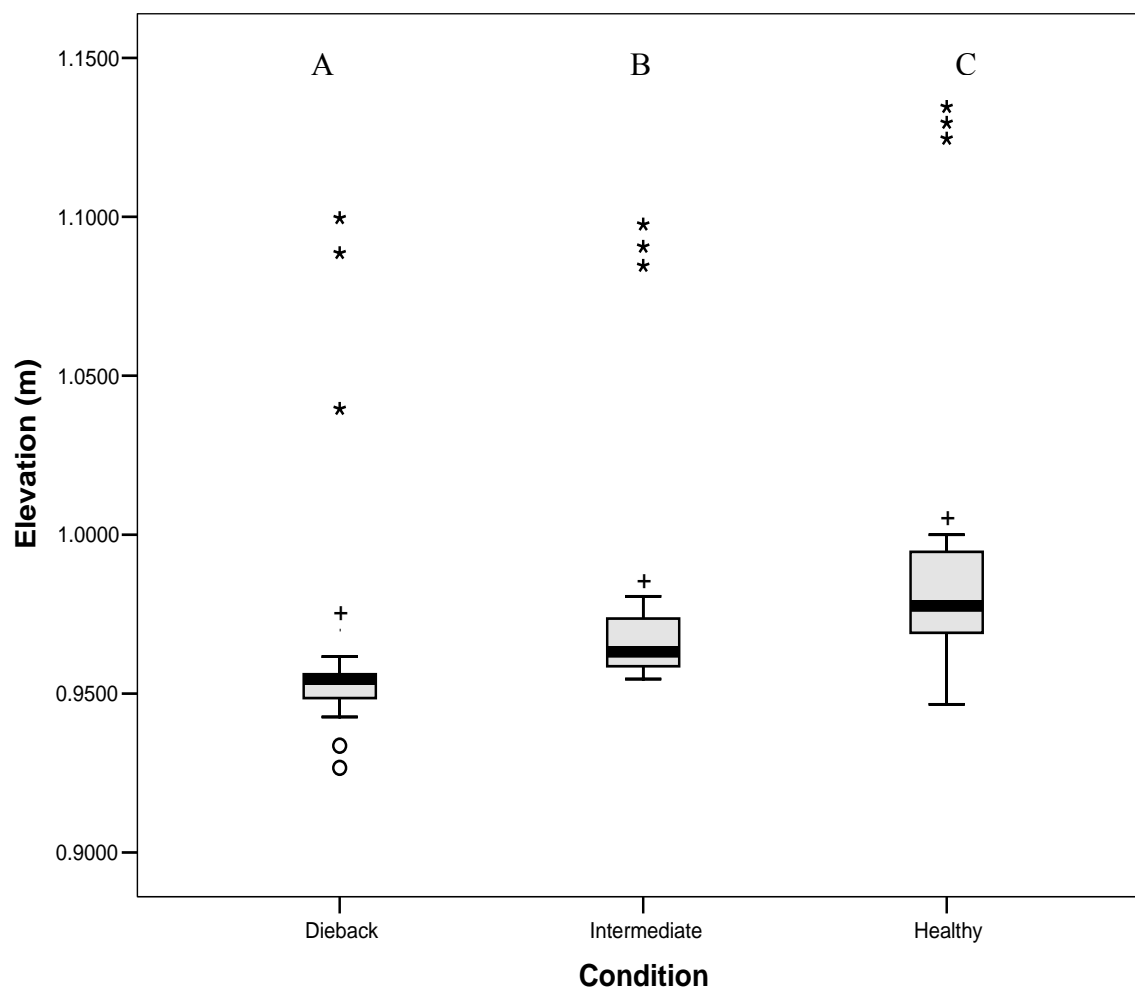 A B C
1.1500
1.1000
1.0500
1.0000
0.9500
0.9000
Elevation (m)
Dieback Intermediate Healthy
Condition